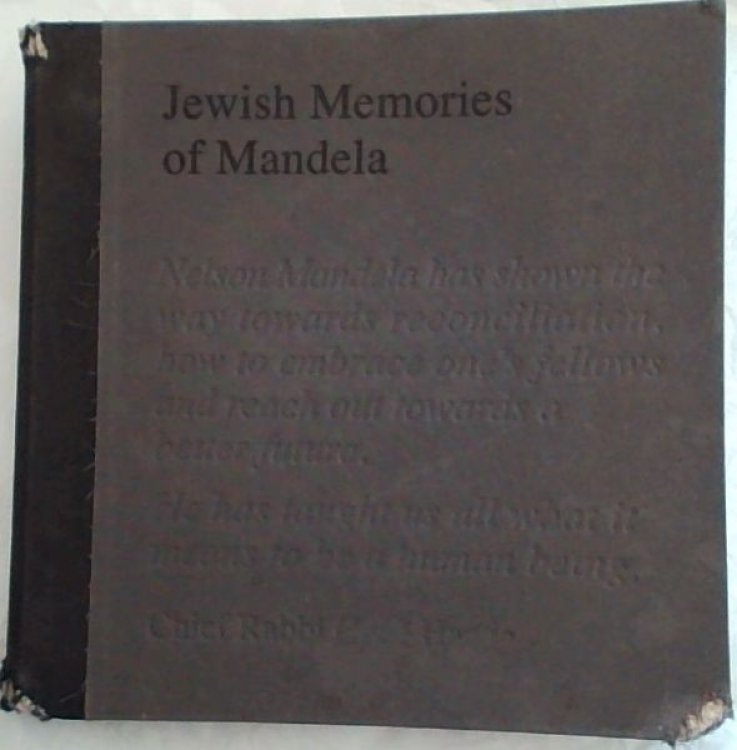 Jewish Memories
of Mandela
Nelson Mandela has shown the
way towards reconciliation,
how to embrace one's fellows
and reach out towards a
better future.
He has taught us all what it
means to be a human being.
Chief Rabbi